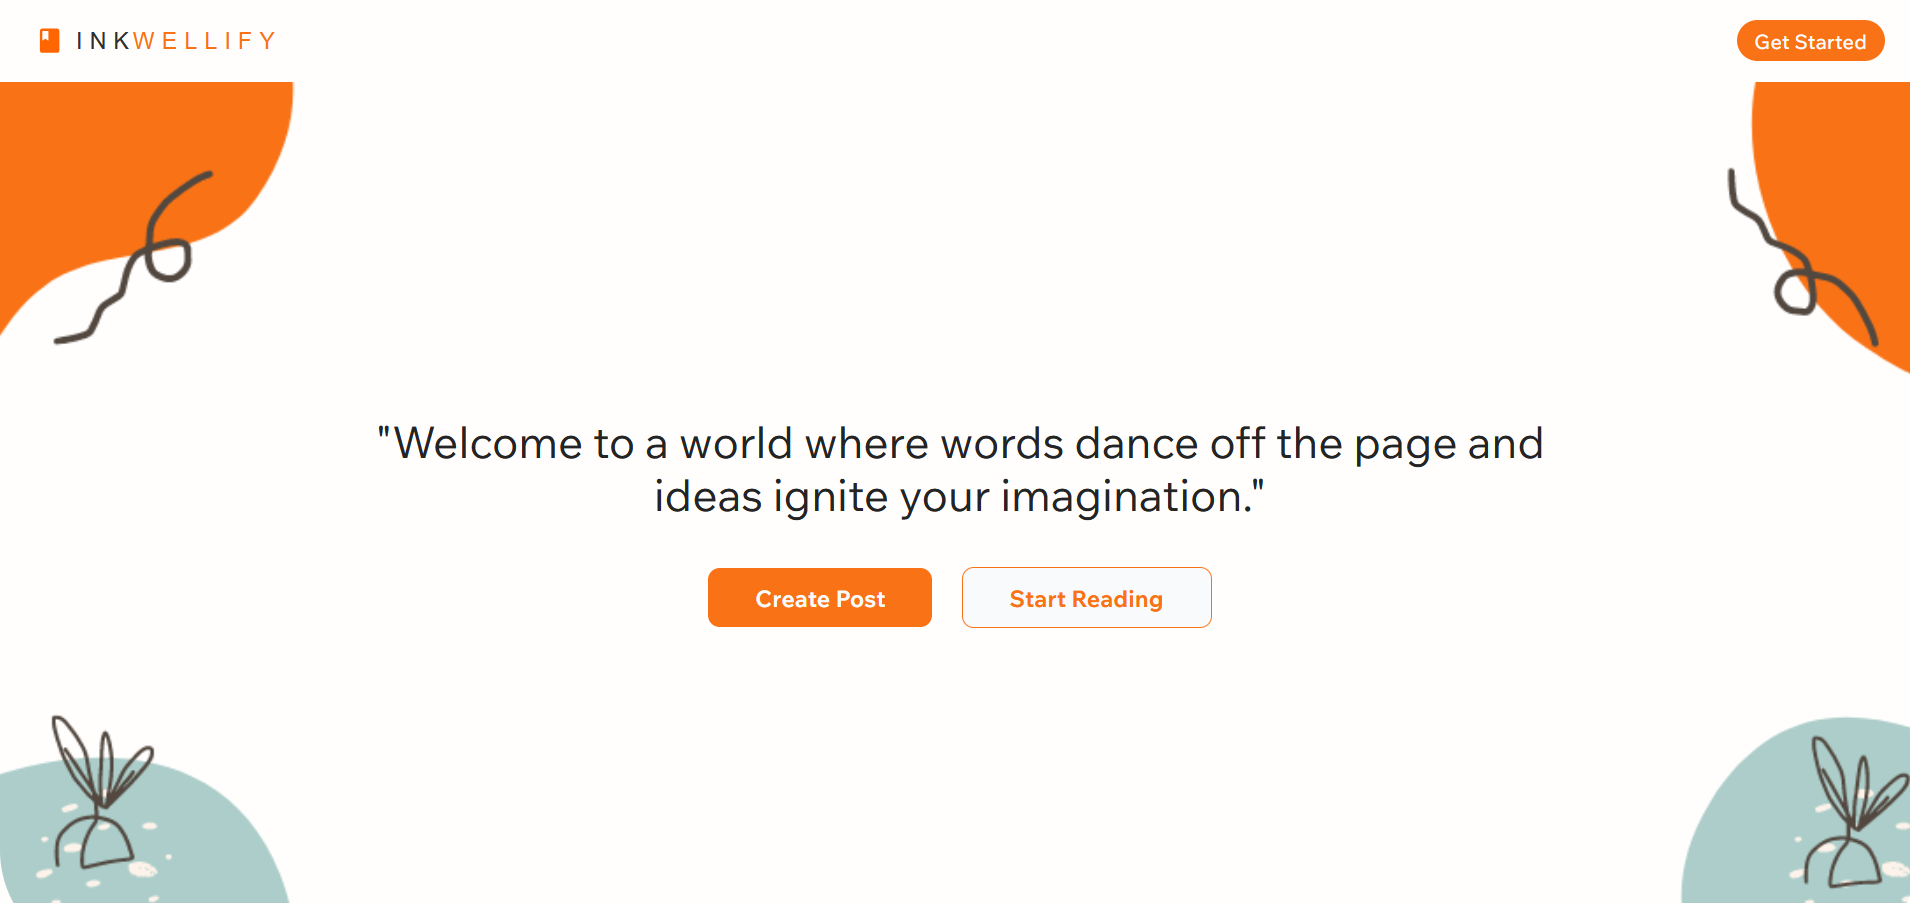 INKWELLIFY
Get Started
"Welcome to a world where words dance off the page and
ideas ignite your imagination."
Create Post
Start Reading